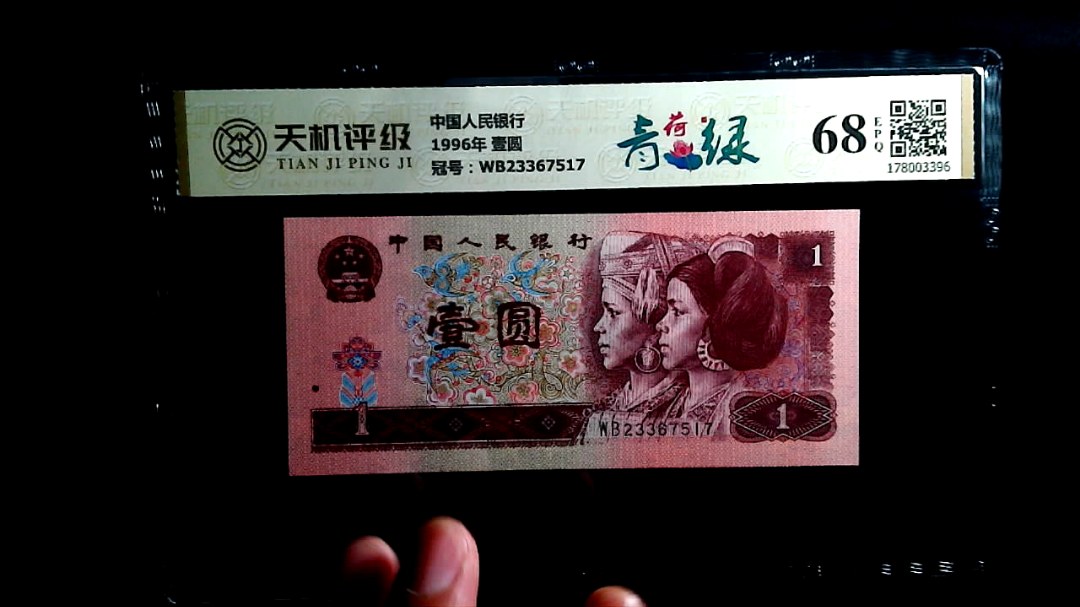 天机评级
TIAN JI PING JI
中国人民银行
1996年 壹圆
冠号：WB23367517
青荷绿
68
EPQ
178003396
中国人民银行
1
壹圆
1
WB23367517
1